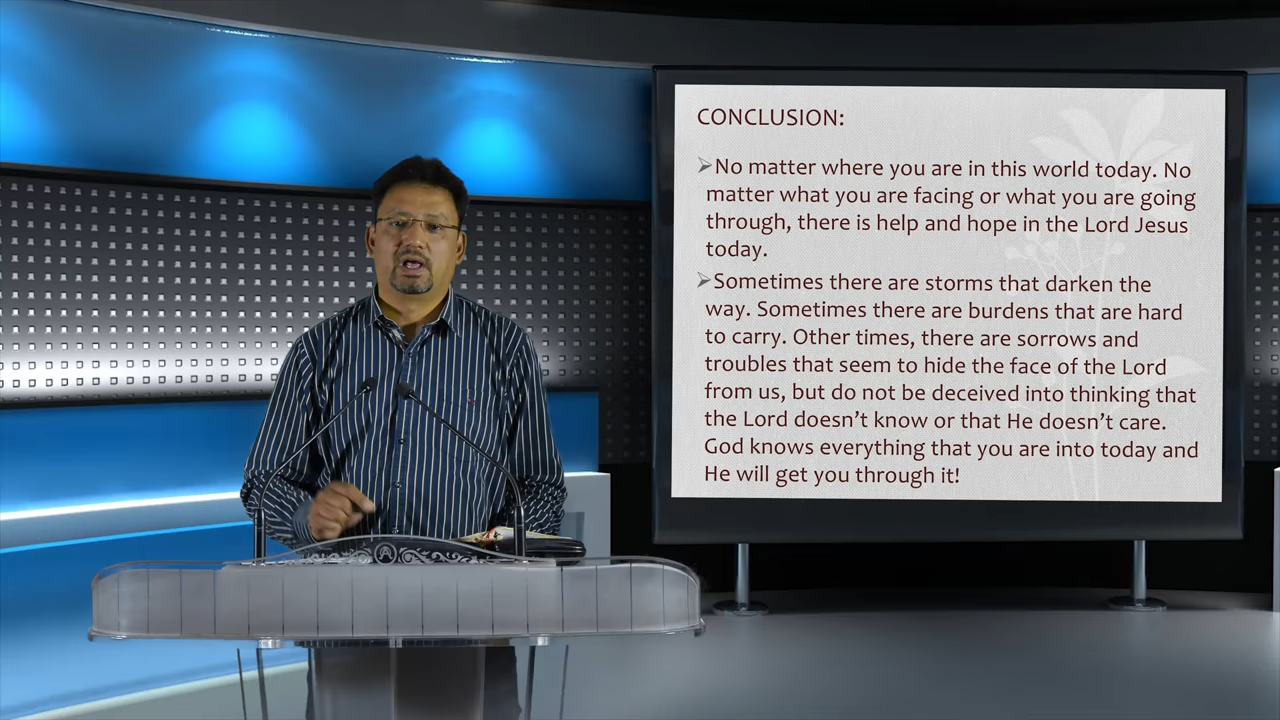 CONCLUSION:
➢No matter where you are in this world today. No
matter what you are facing or what you are going
through, there is help and hope in the Lord Jesus
today.
➢Sometimes there are storms that darken the
way. Sometimes there are burdens that are hard
to carry. Other times, there are sorrows and
troubles that seem to hide the face of the Lord
from us, but do not be deceived into thinking that
the Lord doesn’t know or that He doesn’t care.
God knows everything that you are into today and
He will get you through it!